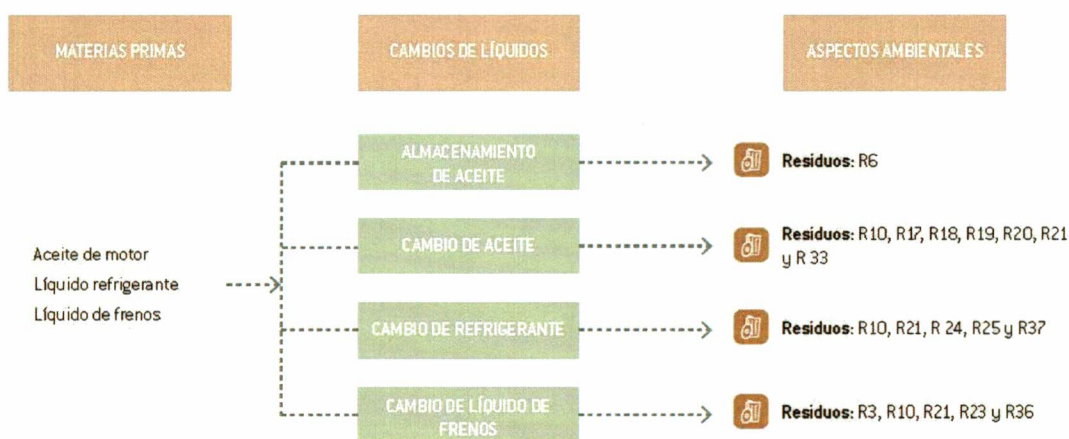 MATERIAS PRIMAS
CAMBIOS DE LÍQUIDOS
ASPECTOS AMBIENTALES
ALMACENAMIENTO
DE ACEITE
Residuos: R6
Aceite de motor
Líquido refrigerante
Líquido de frenos
CAMBIO DE ACEITE
Residuos: R10, R17, R18, R19, R20, R21
y R 33
CAMBIO DE REFRIGERANTE
Residuos: R10, R21, R 24, R25 y R37
CAMBIO DE LÍQUIDO DE
FRENOS
Residuos: R3, R10, R21, R23 y R36